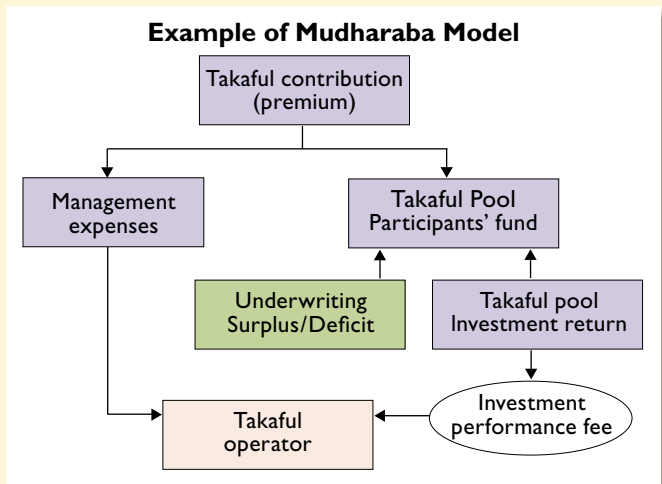 Example of Mudharaba Model
Takaful contribution
(premium)
Management
expenses
Takaful Pool
Participants' fund
Underwriting
Surplus/Deficit
Takaful pool
Investment return
Takaful
operator
Investment
performance fee